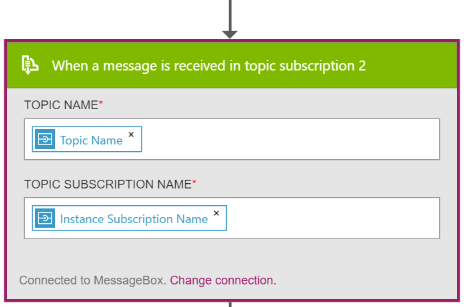 When a message is received in topic subscription 2
TOPIC NAME*
Topic Name ×
TOPIC SUBSCRIPTION NAME*
Instance Subscription Name ×
Connected to MessageBox. Change connection.